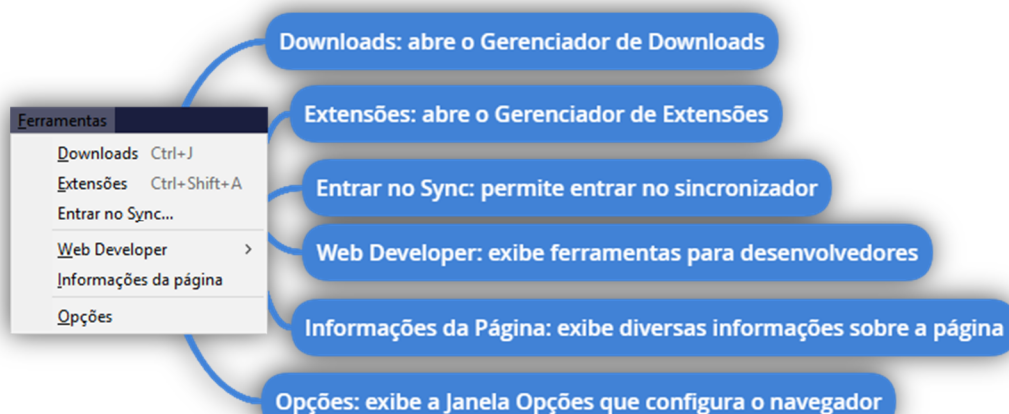 Downloads: abre o Gerenciador de Downloads
Extensões: abre o Gerenciador de Extensões
Ferramentas
Downloads Ctrl+J
Extensões Ctrl+Shift+A
Entrar no Sync...
Web Developer >
Informações da página
Opções
Entrar no Sync: permite entrar no sincronizador
Web Developer: exibe ferramentas para desenvolvedores
Informações da Página: exibe diversas informações sobre a página
Opções: exibe a Janela Opções que configura o navegador